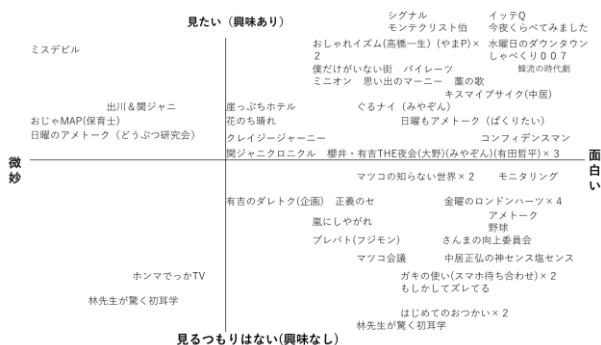 見たい（興味あり）
シグナル　イッテQ
モンテクリスト伯　今夜くらべてみました
ミスデビル
おしゃれイズム(高橋一生)（やまP）×2
水曜日のダウンタウン
しゃべくり００７
僕だけがいない街　パイレーツ　韓流の時代劇
ミニオン　思い出のマーニー　藁の歌
キスマイブサイク(中居)
出川＆関ジャニ　崖っぷちホテル　ぐるナイ（みやぞん）
おじゃMAP(保育士)　花のち晴れ　日曜もアメトーク（ぱくりたい）
日曜のアメトーク（どうぶつ研究会）　クレイジージャーニー　コンフィデンスマン
関ジャニクロニクル　櫻井・有吉THE夜会(大野)(みやぞん)(有田哲平)×３
微妙
面白い
マツコの知らない世界×２　モニタリング
有吉のダレトク(企画)　正義のセ　金曜のロンドンハーツ×４
嵐にしやがれ　アメトーク
野球
プレバト(フジモン)　さんまの向上委員会
マツコ会議　中居正弘の神センス塩センス
ホンマでっかTV　ガキの使い(スマホ待ち合わせ)×２
もしかしてズレてる
林先生が驚く初耳学
はじめてのおつかい×２
林先生が驚く初耳学
見るつもりはない(興味なし)